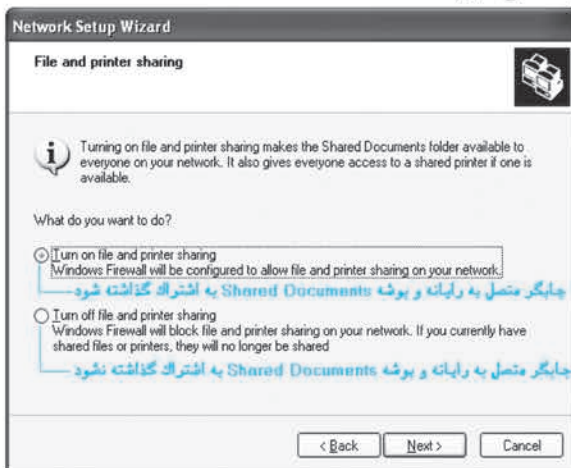 Network Setup Wizard
File and printer sharing
Turning on file and printer sharing makes the Shared Documents folder available to
everyone on your network. It also gives everyone access to a shared printer if one is
available.
What do you want to do?
Turn on file and printer sharing
Windows Firewall will be configured to allow file and printer sharing on your network.
چاپگر متصل به رایانه و پوشه Shared Documents به اشتراك گذاشته شود
Turn off file and printer sharing
Windows Firewall will block file and printer sharing on your network. If you currently have
shared files or printers, they will no longer be shared
چاپگر متصل به رایانه و پوشه Shared Documents به اشتراك گذاشته نشود
< Back Next > Cancel